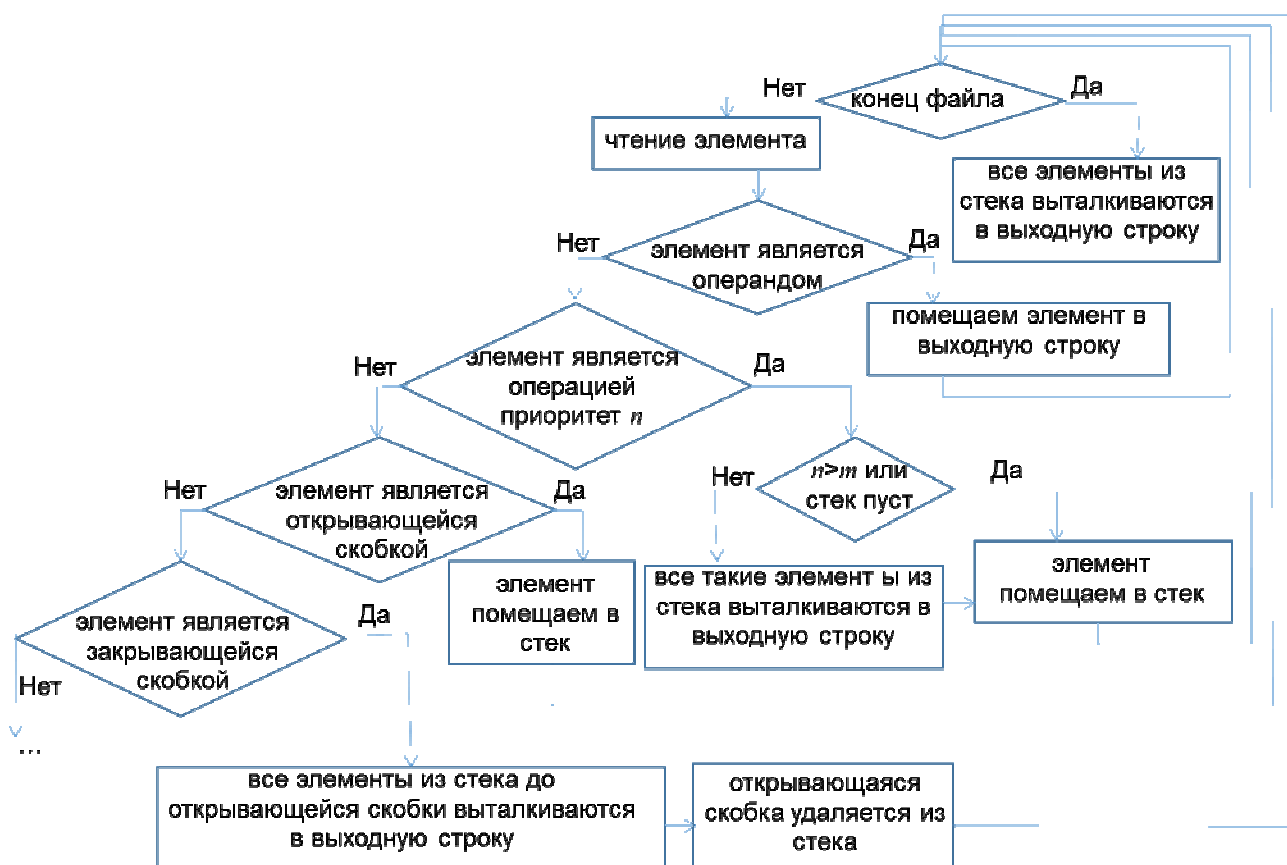 Нет
конец файла
Да
чтение элемента
все элементы из
стека выталкиваются
в выходную строку
Нет
элемент является
операндом
Да
помещаем элемент в
выходную строку
Нет
элемент является
операцией
приоритет n
Да
Нет
n>m или
стек пуст
Да
Нет
элемент является
открывающейся
скобкой
Да
элемент
помещаем в
стек
все такие элемент ы из
стека выталкиваются в
выходную строку
элемент
помещаем в стек
элемент является
закрывающейся
скобкой
Да
Нет
...
все элементы из стека до
открывающейся скобки выталкиваются
в выходную строку
открывающаяся
скобка удаляется из
стека